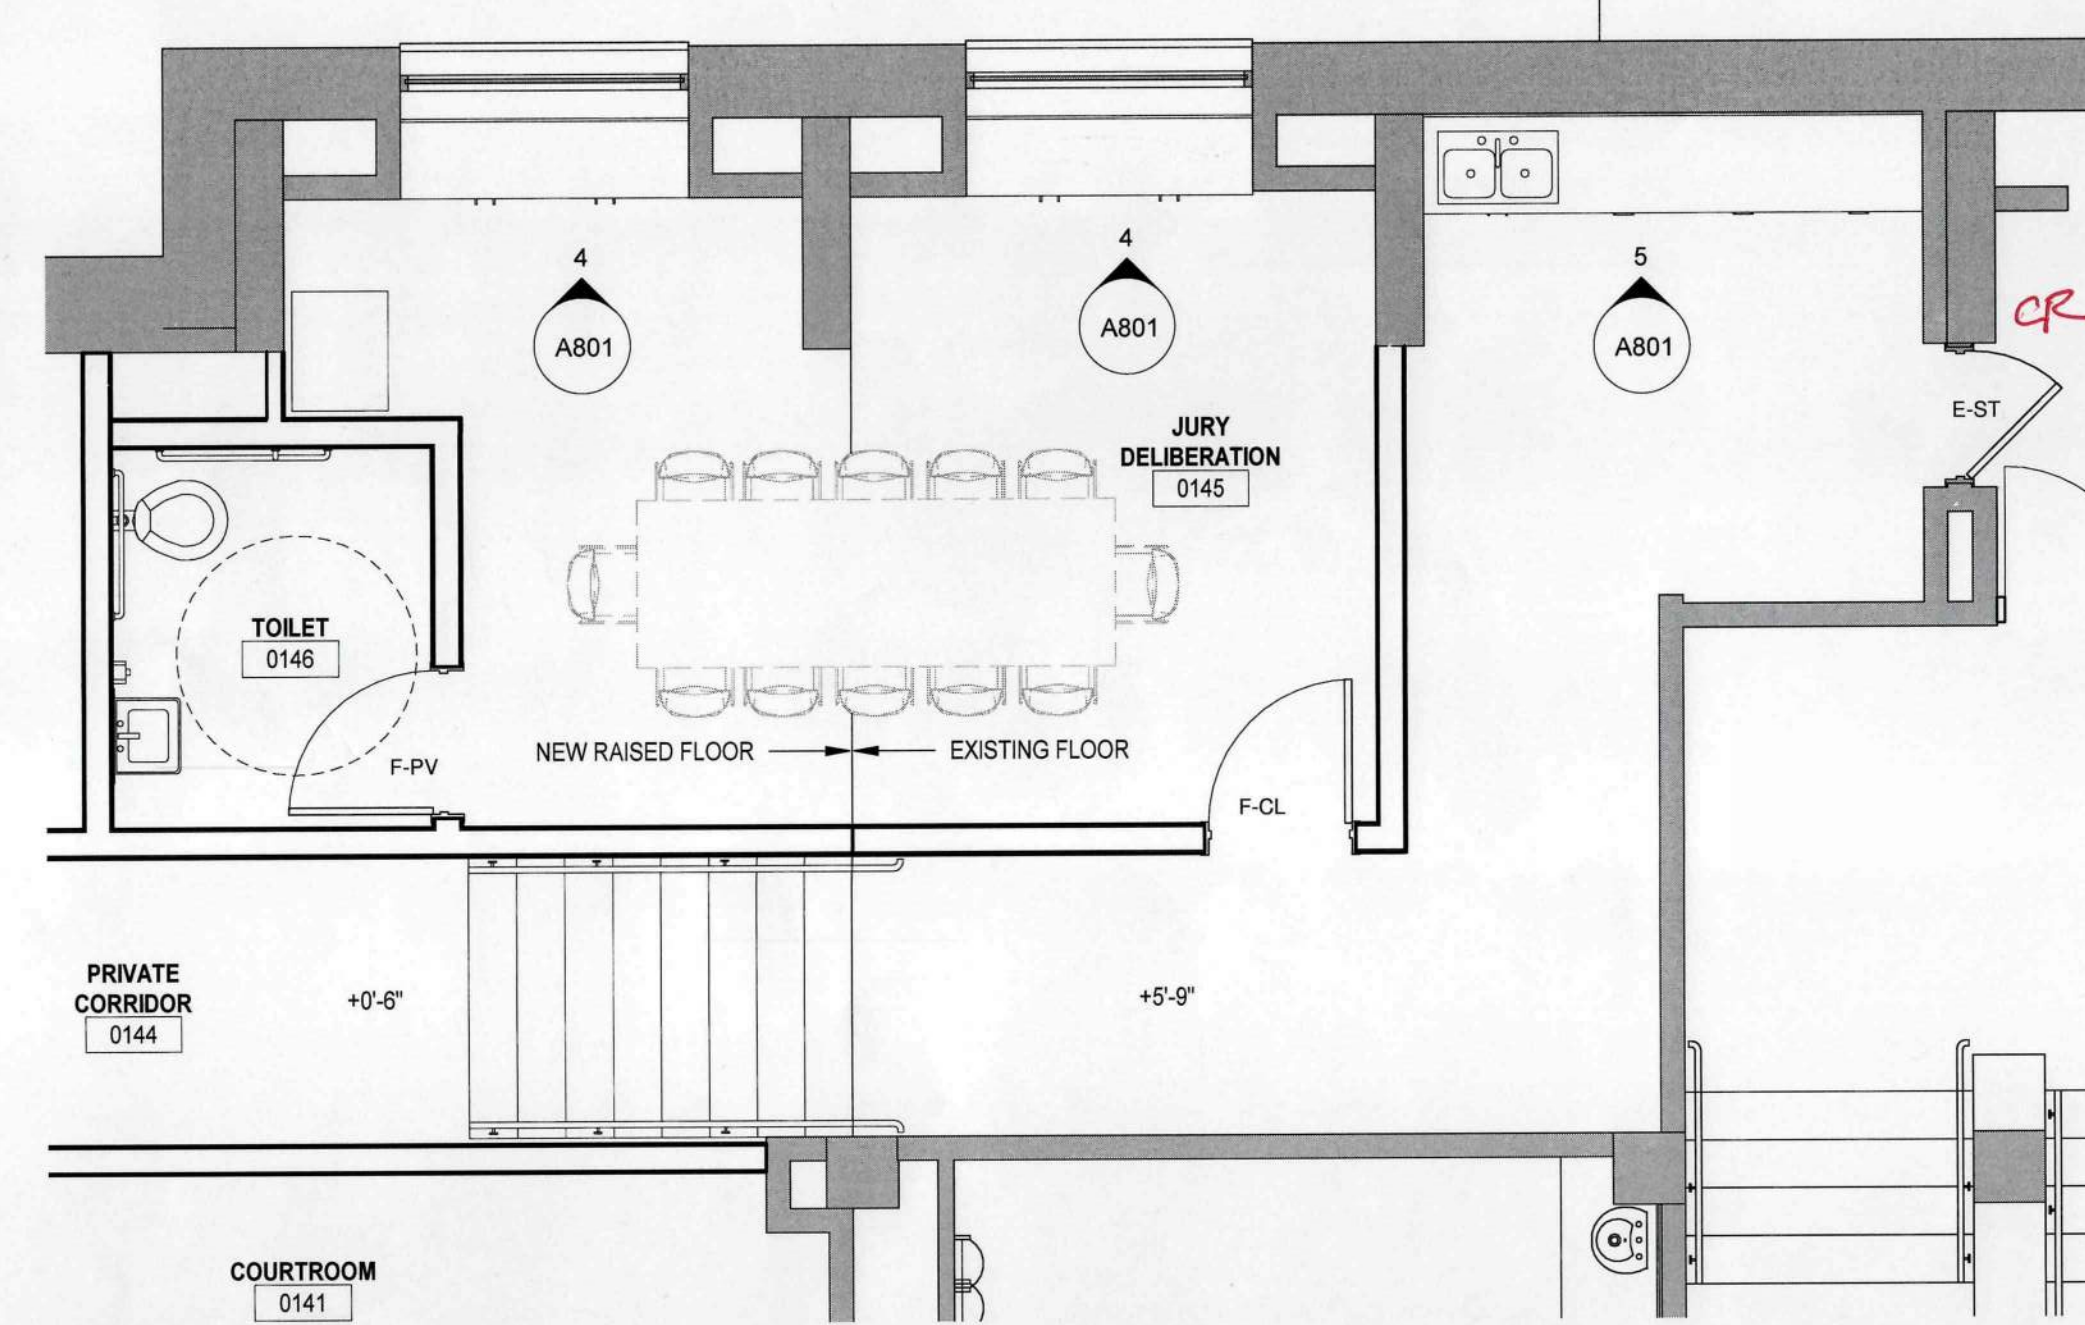 4
A801
4
A801
5
A801
CR
E-ST
JURY
DELIBERATION
0145
TOILET
0146
NEW RAISED FLOOR
EXISTING FLOOR
F-PV
F-CL
PRIVATE
CORRIDOR
0144
+0'-6"
+5'-9"
COURTROOM
0141